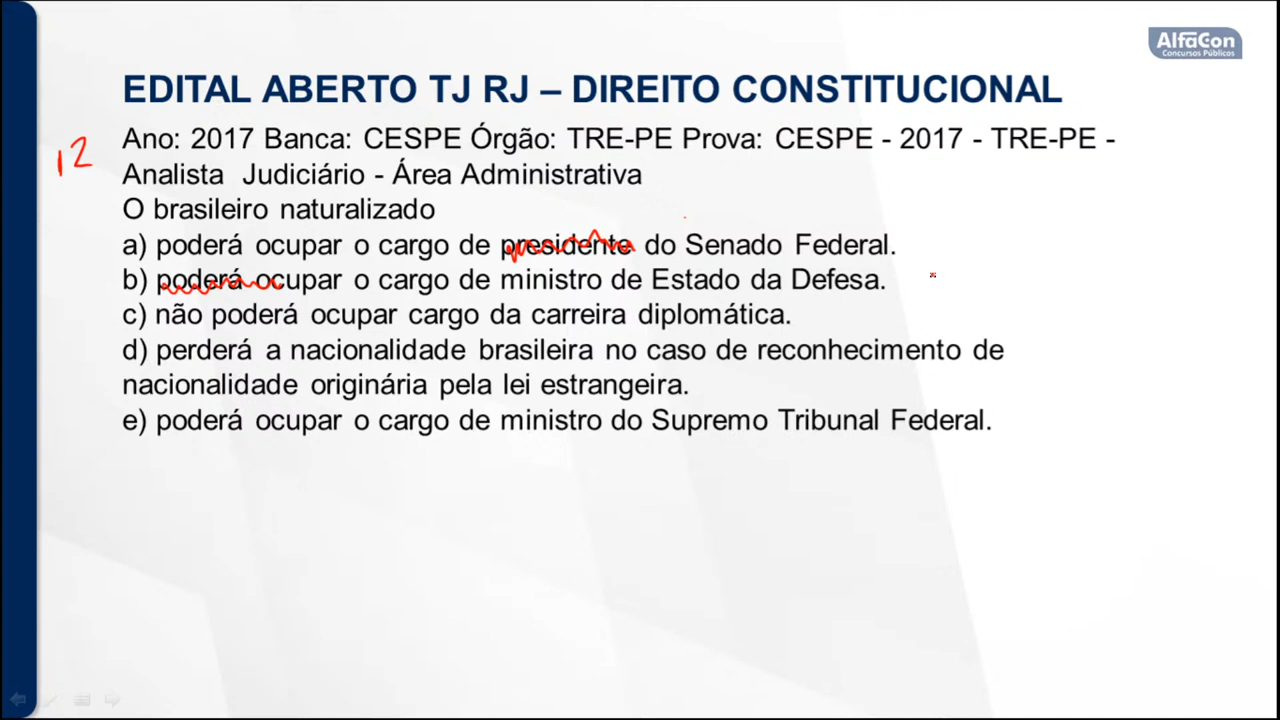 AlfaCon
Concursos Públicos
EDITAL ABERTO TJ RJ – DIREITO CONSTITUCIONAL
12
Ano: 2017 Banca: CESPE Órgão: TRE-PE Prova: CESPE - 2017 - TRE-PE -
Analista Judiciário - Área Administrativa
O brasileiro naturalizado
a) poderá ocupar o cargo de presidente do Senado Federal.
b) poderá ocupar o cargo de ministro de Estado da Defesa.
c) não poderá ocupar cargo da carreira diplomática.
d) perderá a nacionalidade brasileira no caso de reconhecimento de
nacionalidade originária pela lei estrangeira.
e) poderá ocupar o cargo de ministro do Supremo Tribunal Federal.